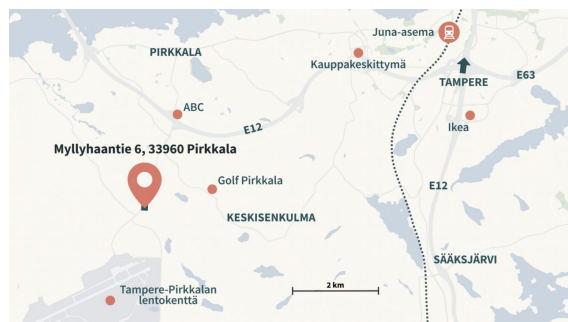 Juna-asema
PIRKKALA
Kauppakeskittymä
E63
TAMPERE
ABC
E12
Ikea
Myllyhaantie 6, 33960 Pirkkala
Golf Pirkkala
E12
KESKISENKULMA
SÄÄKSJÄRVI
Tampere-Pirkkalan
lentokenttä
2 km